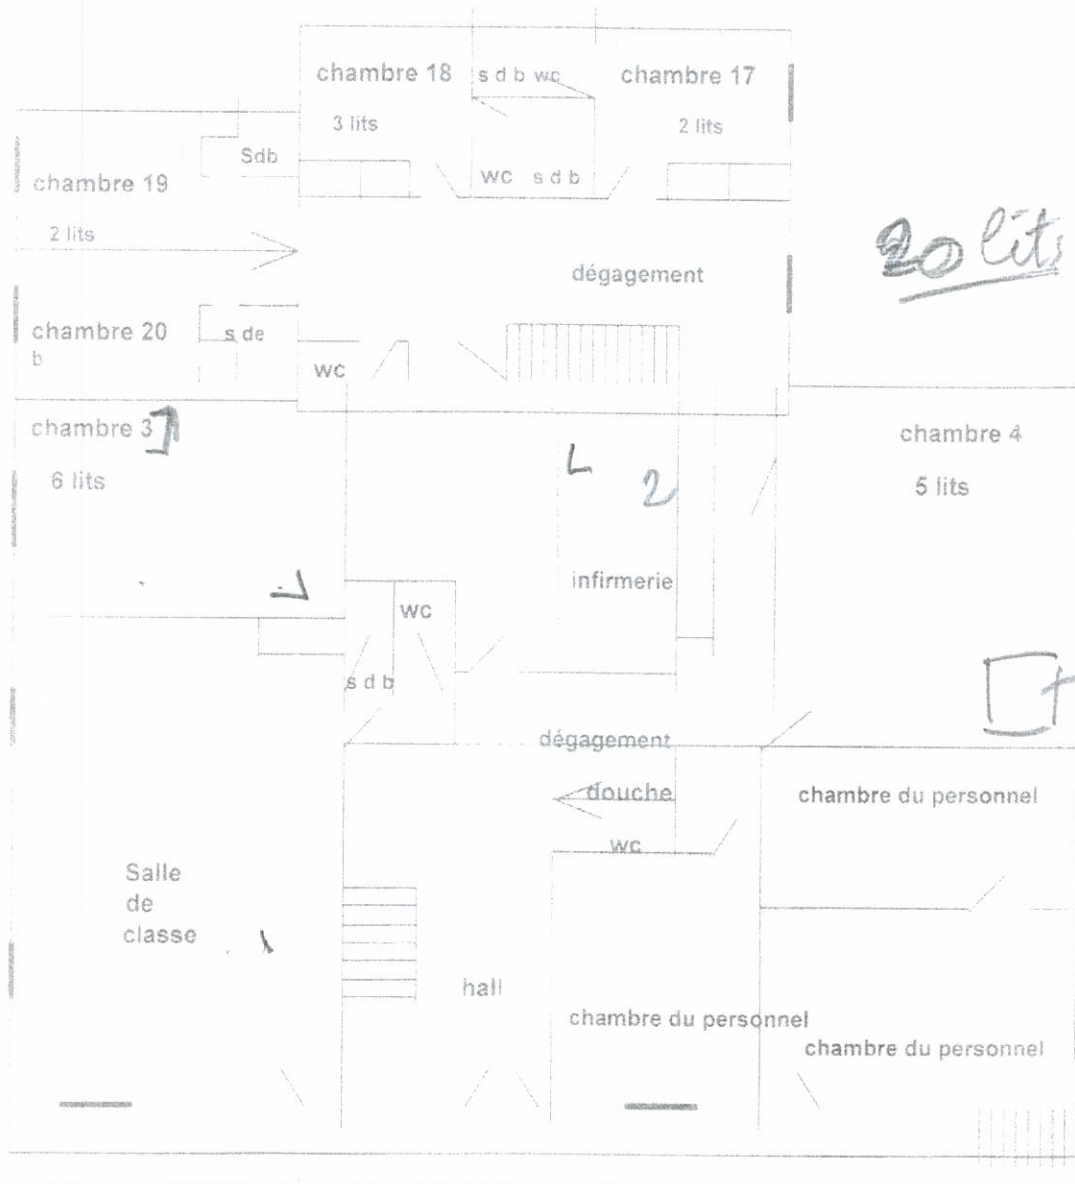 chambre 18
s d b wc
chambre 17
3 lits
2 lits
Sdb
wc s d b
chambre 19
2 lits
20 lits
dégagement
chambre 20
b
s de
wc
chambre 3
6 lits
2
chambre 4
5 lits
infirmerie
wc
s d b
dégagement
douche
wc
chambre du personnel
Salle
de
classe
hall
chambre du personnel
chambre du personnel